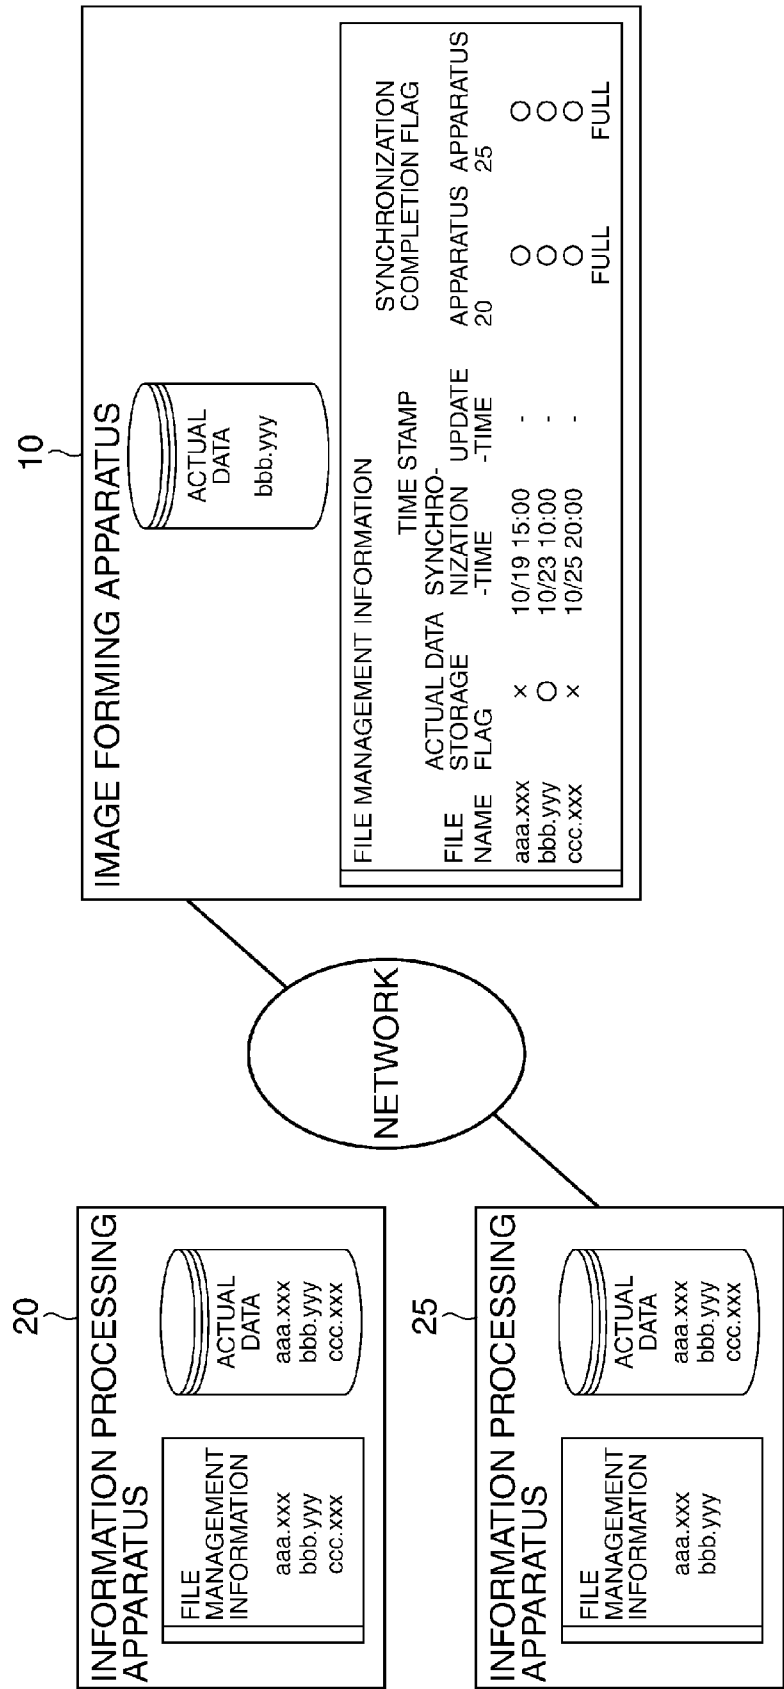 20
INFORMATION PROCESSING
APPARATUS
FILE
MANAGEMENT
INFORMATION
aaa.xxx
bbb.yyy
ccc.xxx
ACTUAL
DATA
aaa.xxx
bbb.yyy
ccc.xxx
25
INFORMATION PROCESSING
APPARATUS
FILE
MANAGEMENT
INFORMATION
aaa.xxx
bbb.yyy
ACTUAL
DATA
aaa.xxx
bbb.yyy
ccc.xxx
NETWORK
10
IMAGE FORMING APPARATUS
ACTUAL
DATA
bbb.yyy
FILE MANAGEMENT INFORMATION
FILE
NAME
ACTUAL DATA
STORAGE
FLAG
TIME STAMP
SYNCHRO-
NIZATION
-TIME
UPDATE
-TIME
SYNCHRONIZATION
COMPLETION FLAG
APPARATUS
20
APPARATUS
25
aaa.xxx × 10/19 15:00 - ○ ○
bbb.yyy ○ 10/23 10:00 - ○ ○
ccc.xxx × 10/25 20:00 - ○ ○
FULL FULL